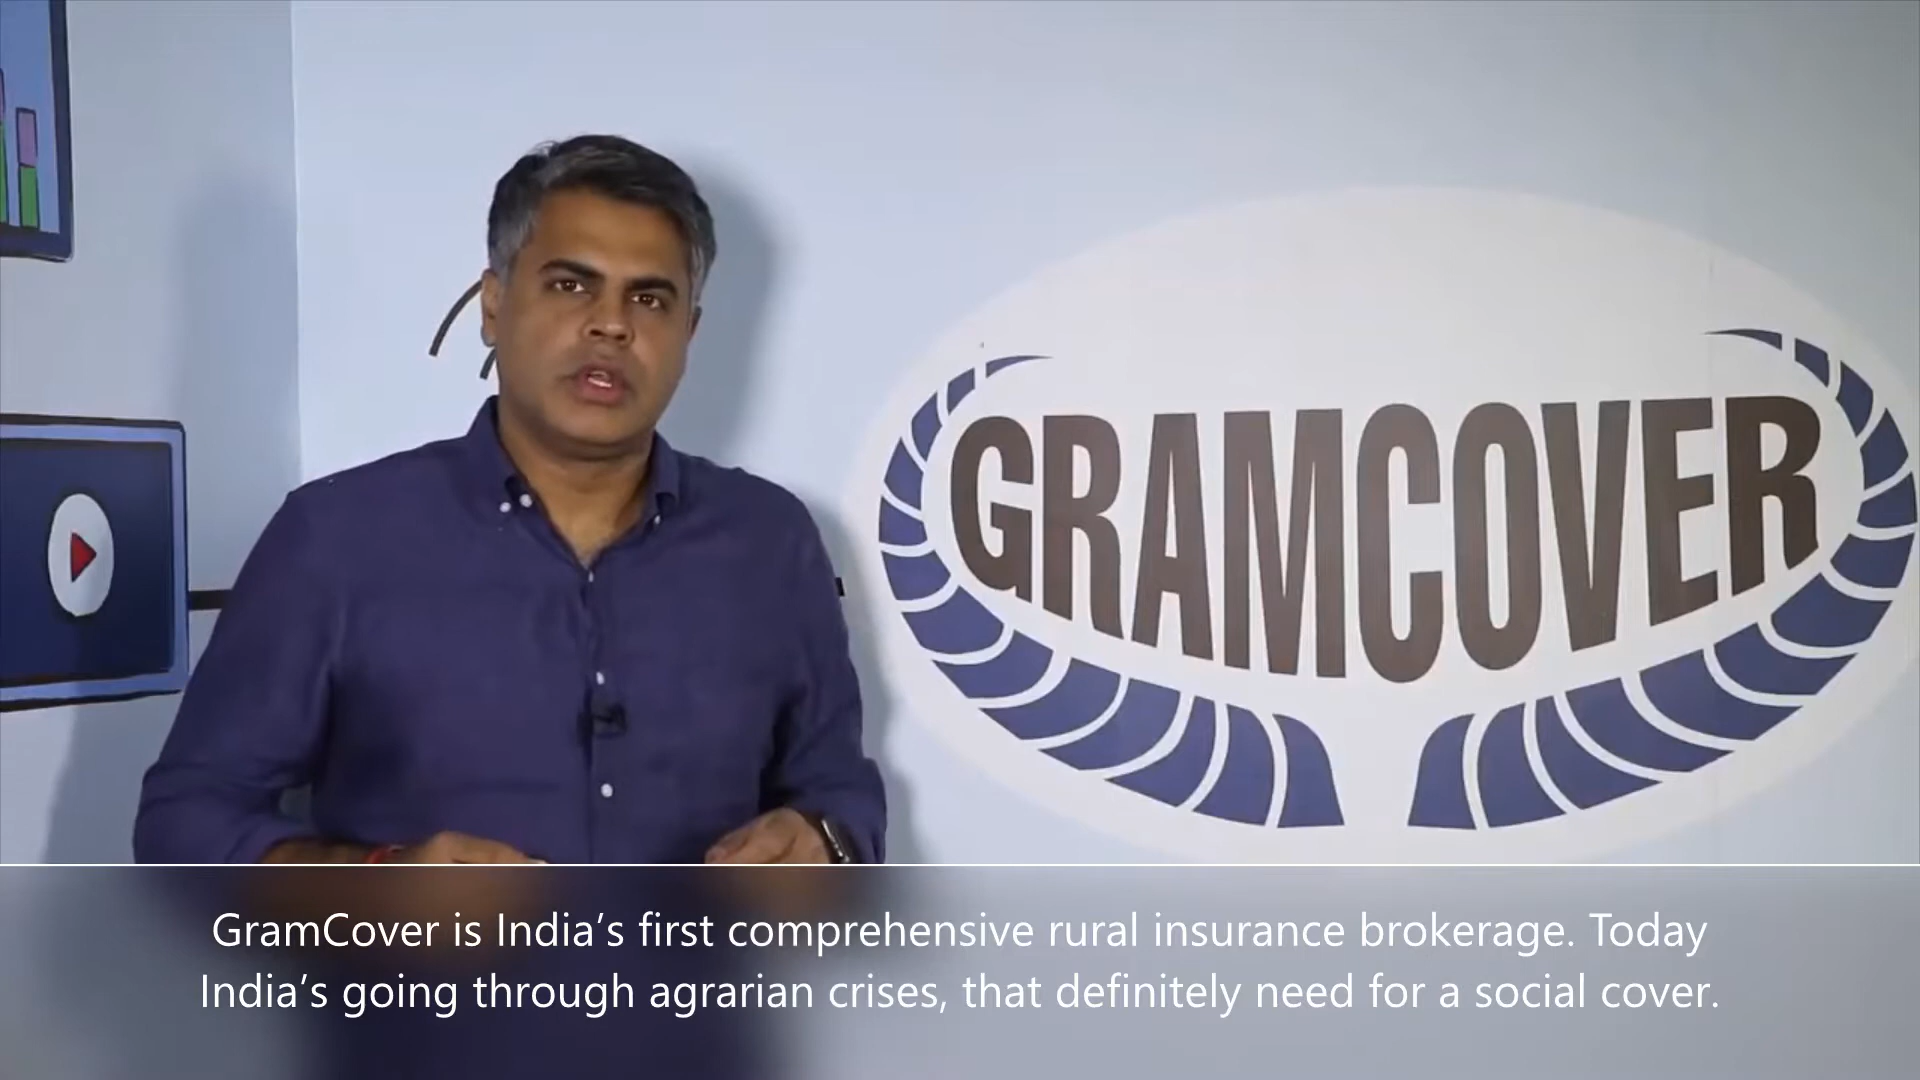 GRAMCOVER
GramCover is India’s first comprehensive rural insurance brokerage. Today
India’s going through agrarian crises, that definitely need for a social cover.